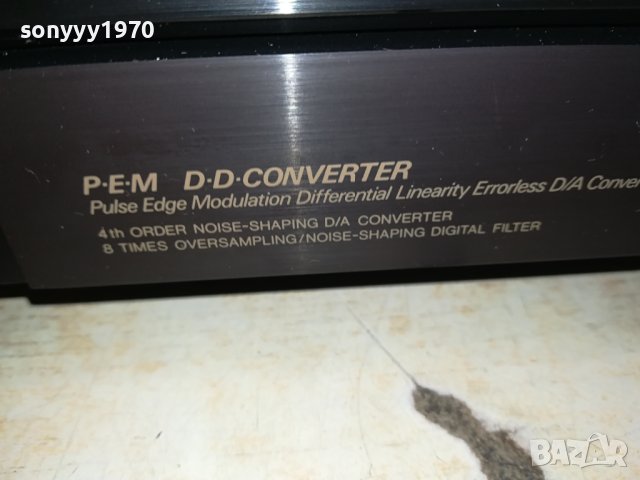 sonyyy1970
P·E·M D·D·CONVERTER
Pulse Edge Modulation Differential Linearity Errorless D/A Conver
4th ORDER NOISE-SHAPING D/A CONVERTER
8 TIMES OVERSAMPLING/NOISE-SHAPING DIGITAL FILTER
BAZAR